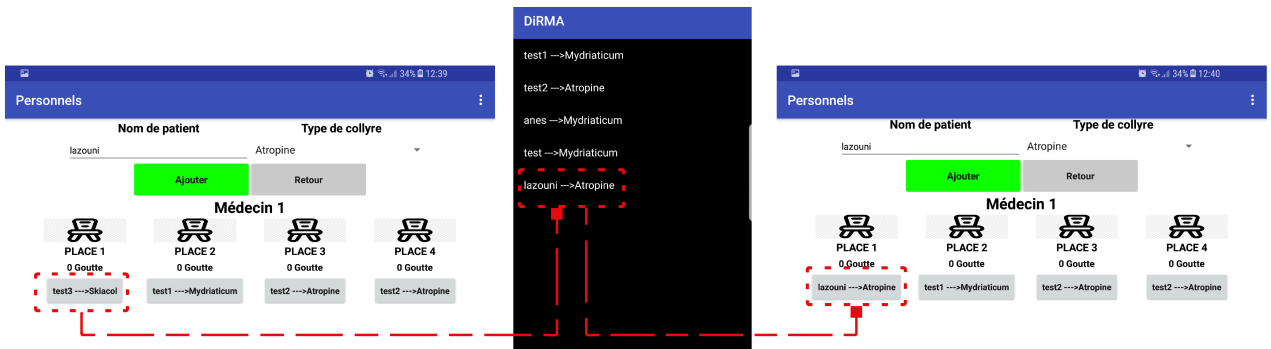 34% 12:39
Personnels
Nom de patient Type de collyre
lazouni Atropine
Ajouter Retour
Médecin 1
PLACE 1 PLACE 2 PLACE 3 PLACE 4
0 Goutte 0 Goutte 0 Goutte 0 Goutte
test3 --->Skiacol test1 --->Mydriaticum test2 --->Atropine test2 --->Atropine
DiRMA
test1 --->Mydriaticum
test2 --->Atropine
anes --->Mydriaticum
test --->Mydriaticum
lazouni --->Atropine
34% 12:40
Personnels
Nom de patient Type de collyre
lazouni Atropine
Ajouter Retour
Médecin 1
PLACE 1 PLACE 2 PLACE 3 PLACE 4
0 Goutte 0 Goutte 0 Goutte 0 Goutte
lazouni --->Atropine test1 --->Mydriaticum test2 --->Atropine test2 --->Atropine